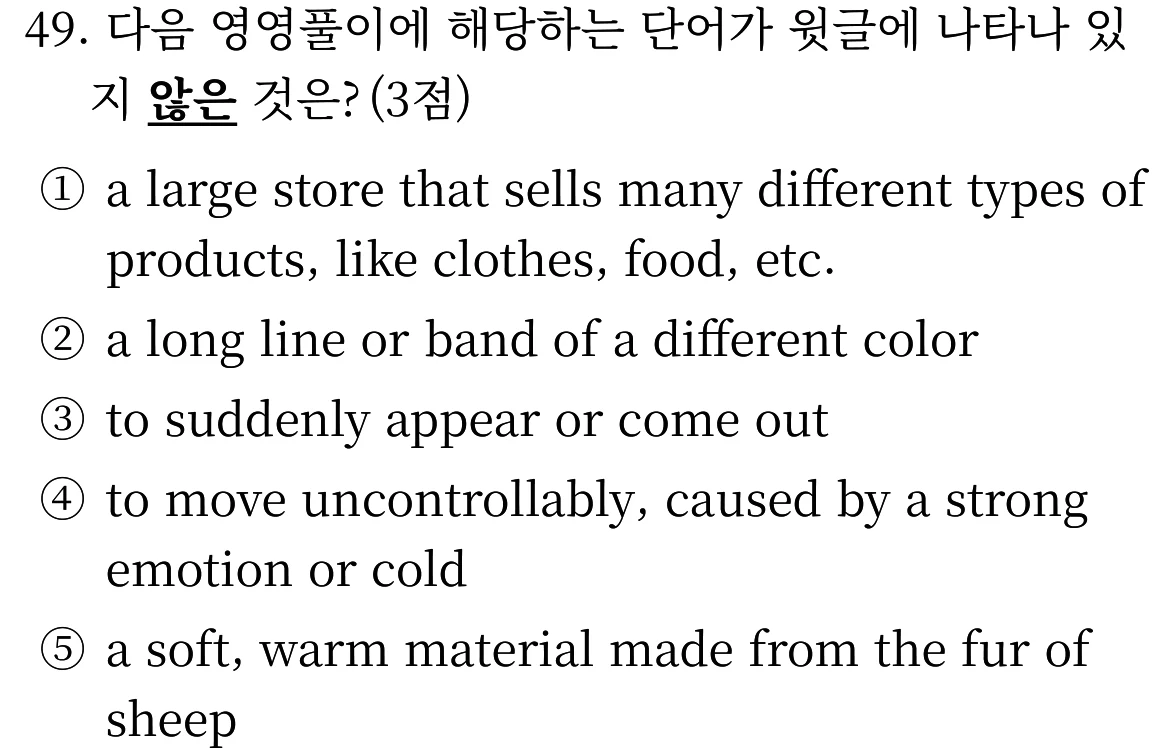 49. 다음 영영풀이에 해당하는 단어가 윗글에 나타나 있
지 않은 것은? (3점)
① a large store that sells many different types of
products, like clothes, food, etc.
② a long line or band of a different color
③ to suddenly appear or come out
④ to move uncontrollably, caused by a strong
emotion or cold
⑤ a soft, warm material made from the fur of
sheep